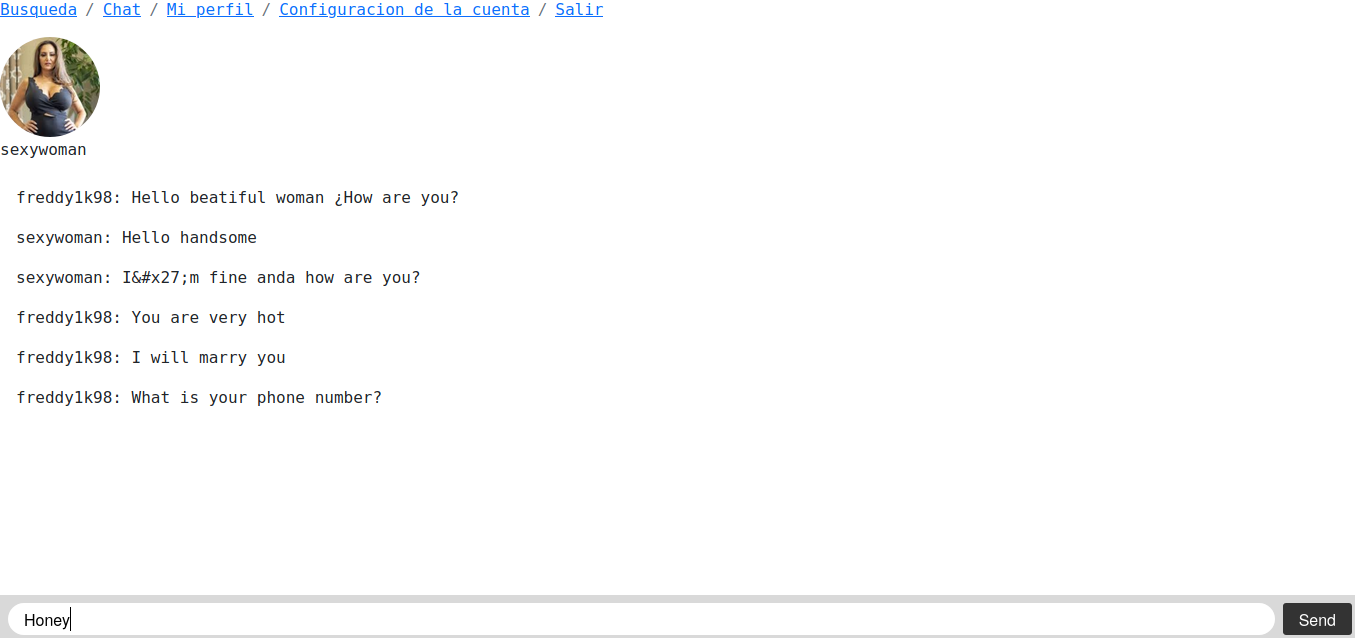 Busqueda / Chat / Mi perfil / Configuracion de la cuenta / Salir
sexywoman
freddy1k98: Hello beatiful woman ¿How are you?
sexywoman: Hello handsome
sexywoman: I&#x27;m fine anda how are you?
freddy1k98: You are very hot
freddy1k98: I will marry you
freddy1k98: What is your phone number?
Honey
Send